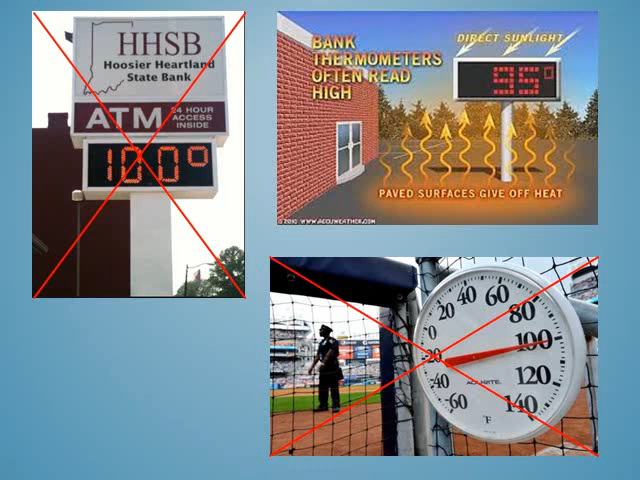 HHSB
Hoosier Heartland
State Bank
ATM
24 HOUR
ACCESS
INSIDE
100°
BANK
THERMOMETERS
OFTEN READ
HIGH
DIRECT SUNLIGHT
95°
PAVED SURFACES GIVE OFF HEAT
©2010 WWW.ACCUWEATHER.COM
-60
-40
-20
0
20
40
60
80
100
120
140
ACURITE
°F